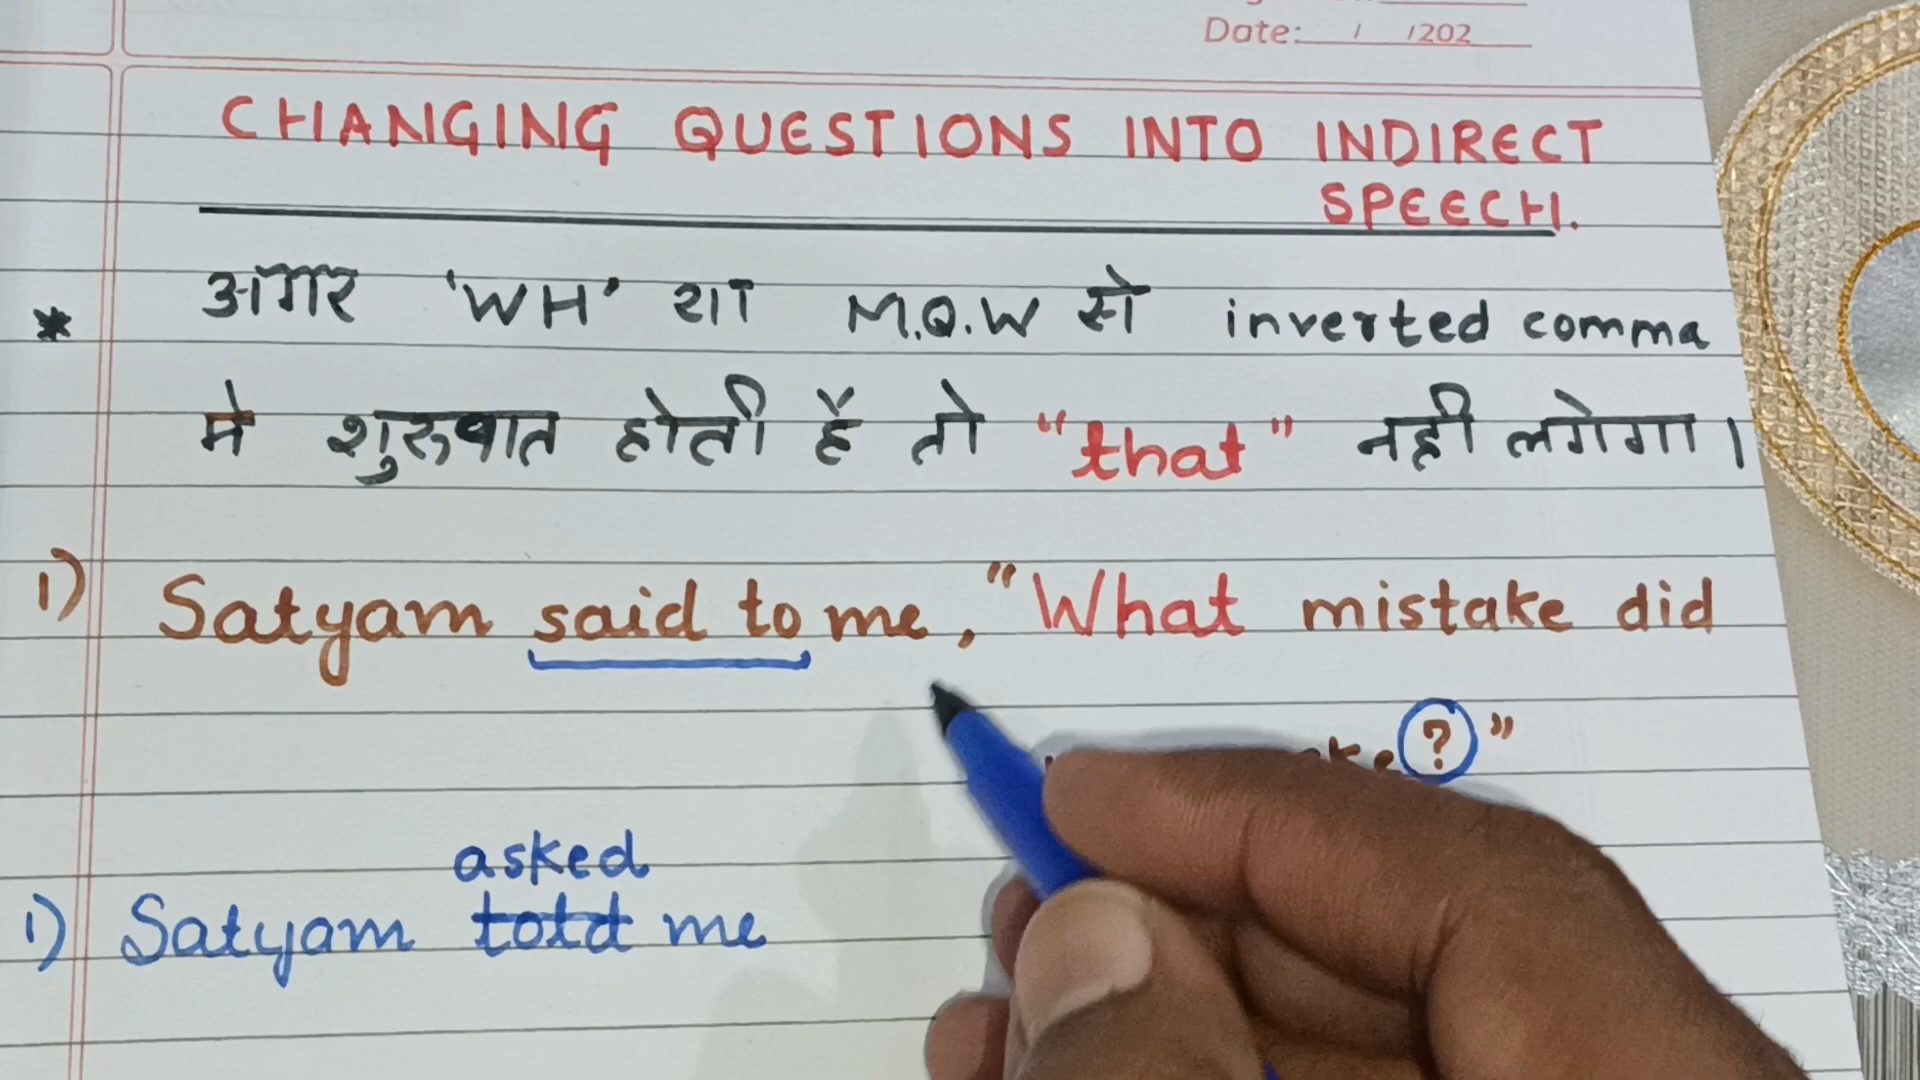 Date: / /202
CHANGING QUESTIONS INTO INDIRECT
SPEECH.
* अगर 'WH' या M.Q.W से inverted comma
मे शुरुवात होती हैं तो "that" नही लगेगा।
1) Satyam said to me, "What mistake did
?"
asked
1) Satyam told me